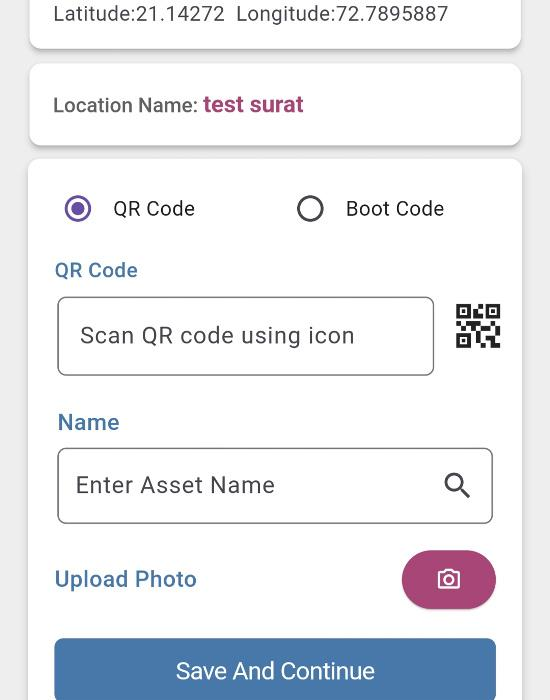 Latitude:21.14272 Longitude:72.7895887
Location Name: test surat
QR Code Boot Code
QR Code
Scan QR code using icon
Name
Enter Asset Name
Upload Photo
Save And Continue